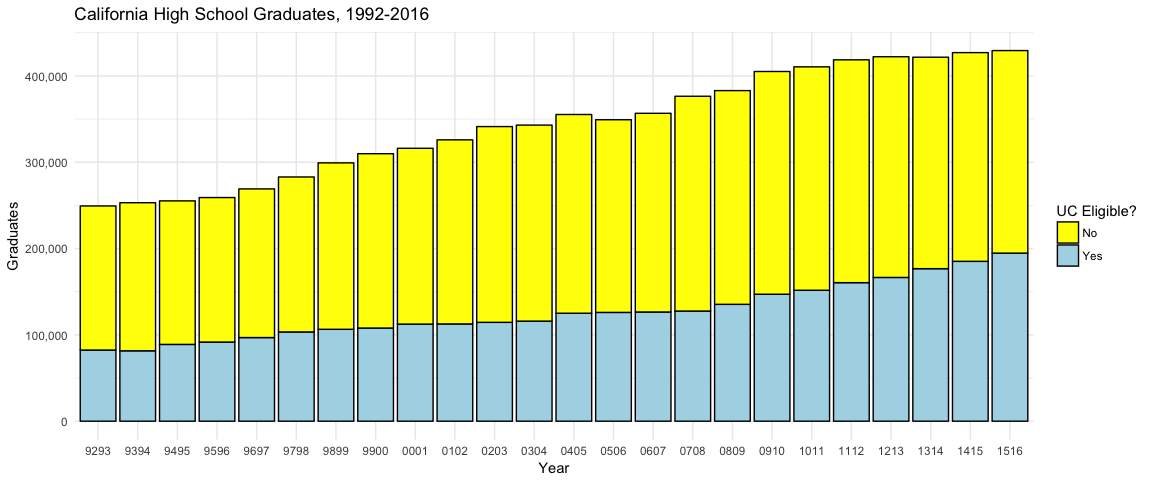 California High School Graduates, 1992-2016
Graduates
400,000
300,000
200,000
100,000
0
9293 9394 9495 9596 9697 9798 9899 9900 0001 0102 0203 0304 0405 0506 0607 0708 0809 0910 1011 1112 1213 1314 1415 1516
Year
UC Eligible?
No
Yes